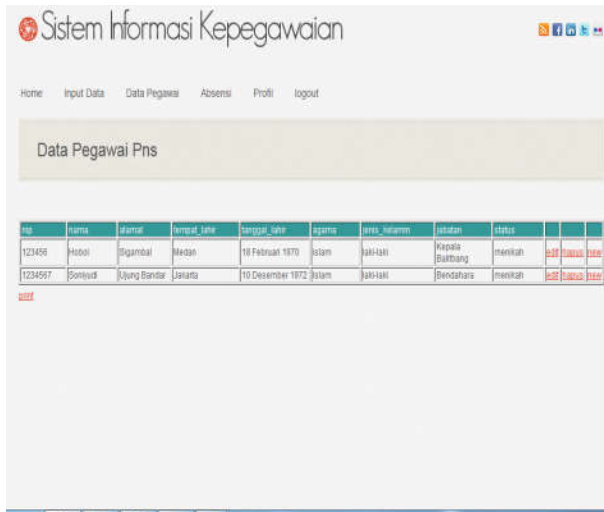 Sistem Informasi Kepegawaian
Home Input Data Data Pegawai Absensi Profil logout
Data Pegawai Pns
nip nama alamat tempat_lahir tanggal_lahir agama jenis_kelamin jabatan status
123456 Hobol Sigambal Medan 18 Februari 1970 islam laki-laki Kepala Balitbang menikah edit hapus new
1234567 Soniyudi Ujung Bandar Jakarta 10 Desember 1972 Islam laki-laki Bendahara menikah edit hapus new
print